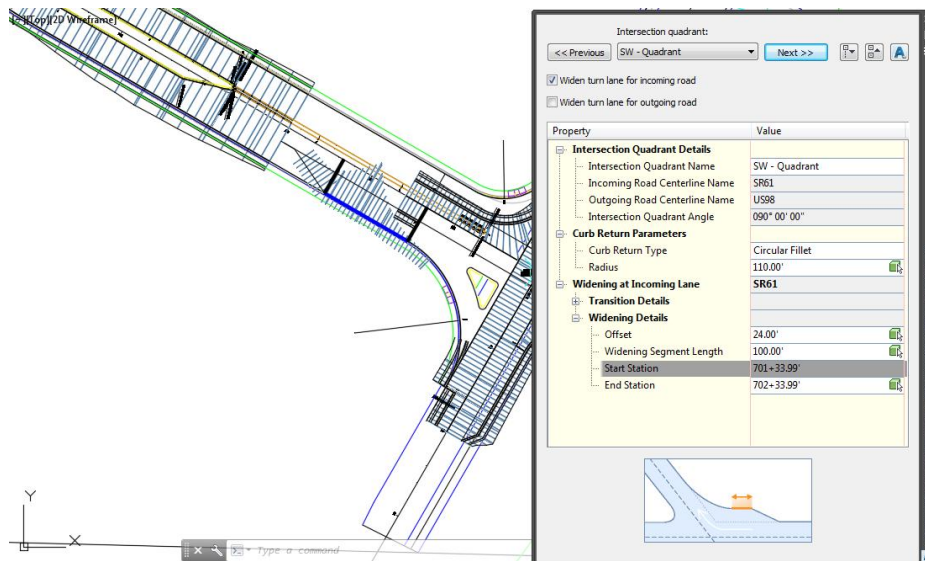 [-][Top][2D Wireframe]
Intersection quadrant:
<< Previous SW - Quadrant Next >>
Widen turn lane for incoming road
Widen turn lane for outgoing road
Property Value
Intersection Quadrant Details
Intersection Quadrant Name SW - Quadrant
Incoming Road Centerline Name SR61
Outgoing Road Centerline Name US98
Intersection Quadrant Angle 090° 00' 00"
Curb Return Parameters
Curb Return Type Circular Fillet
Radius 110.00'
Widening at Incoming Lane SR61
Transition Details
Widening Details
Offset 24.00'
Widening Segment Length 100.00'
Start Station 701+33.99'
End Station 702+33.99'
Y
X
Type a command